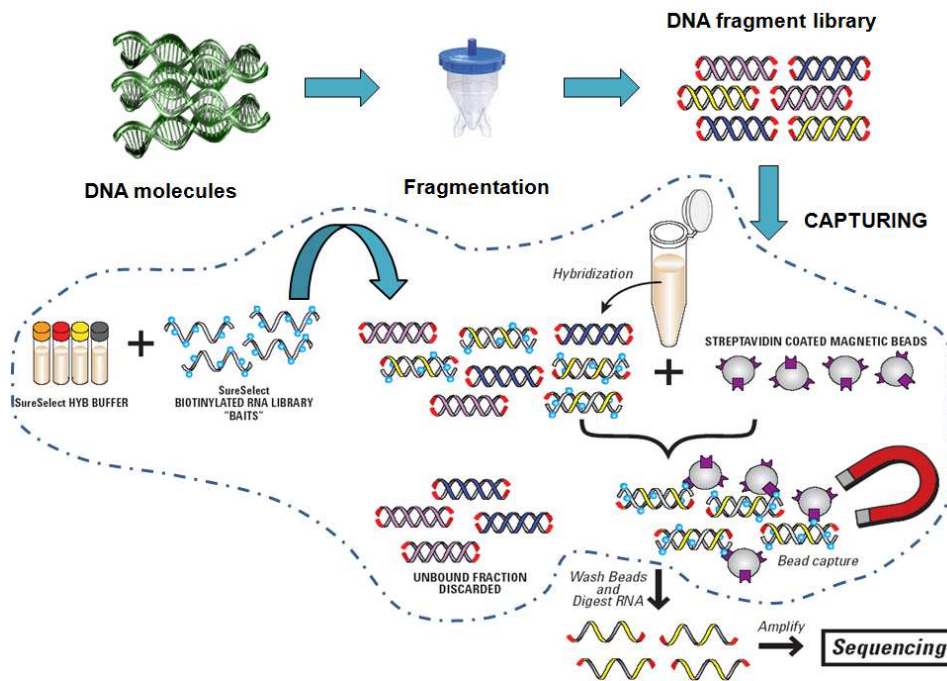 DNA fragment library
DNA molecules
Fragmentation
CAPTURING
Hybridization
STREPTAVIDIN COATED MAGNETIC BEADS
+
+
SureSelect HYB BUFFER
SureSelect
BIOTINYLATED RNA LIBRARY
"BAITS"
UNBOUND FRACTION
DISCARDED
Bead capture
Wash Beads
and
Digest RNA
Amplify
Sequencing